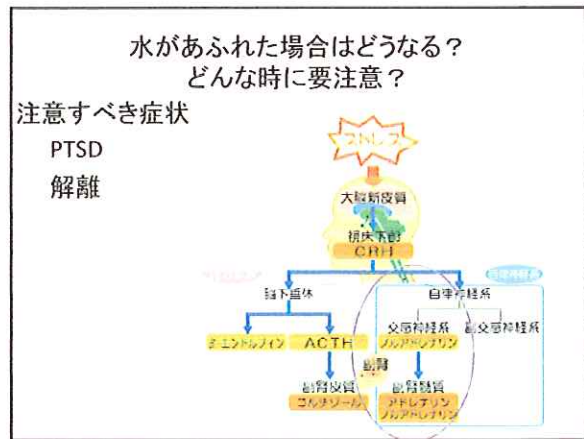 水があふれた場合はどうなる?
どんな時に要注意?
注意すべき症状
PTSD
解離
ストレス
大脳新皮質
視床下部
CRH
脳下垂体
自律神経系
交感神経系
副交感神経系
β-エンドルフィン
ACTH
ノルアドレナリン
副腎
副腎皮質
コルチゾール
副腎髄質
アドレナリン
ノルアドレナリン